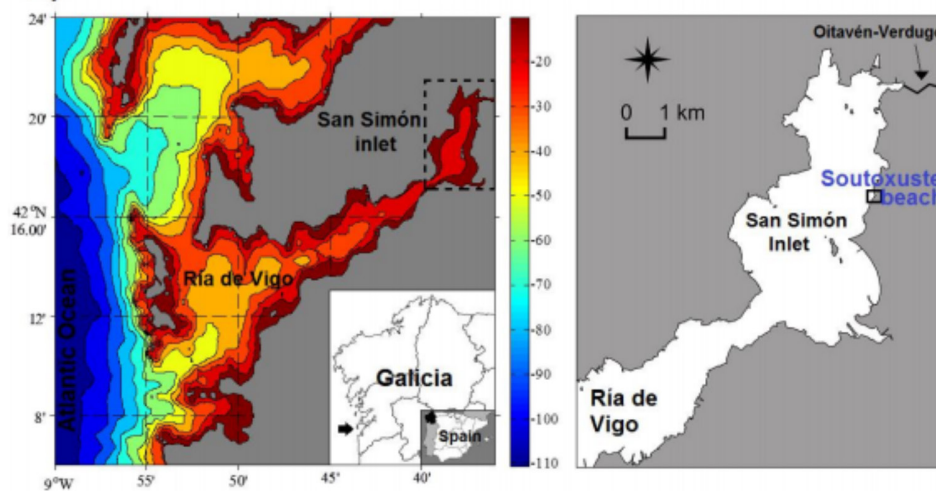 24'
20'
42 °N
16.00'
12'
8'
9°W
55'
50'
45'
40'
San Simón
inlet
Ría de Vigo
Atlantic Ocean
Galicia
Spain
-20
-30
-40
-50
-60
-70
-80
-90
-100
-110
Oitavén-Verdugo
0 1 km
Soutoxuste
beach
San Simón
Inlet
Ría de
Vigo